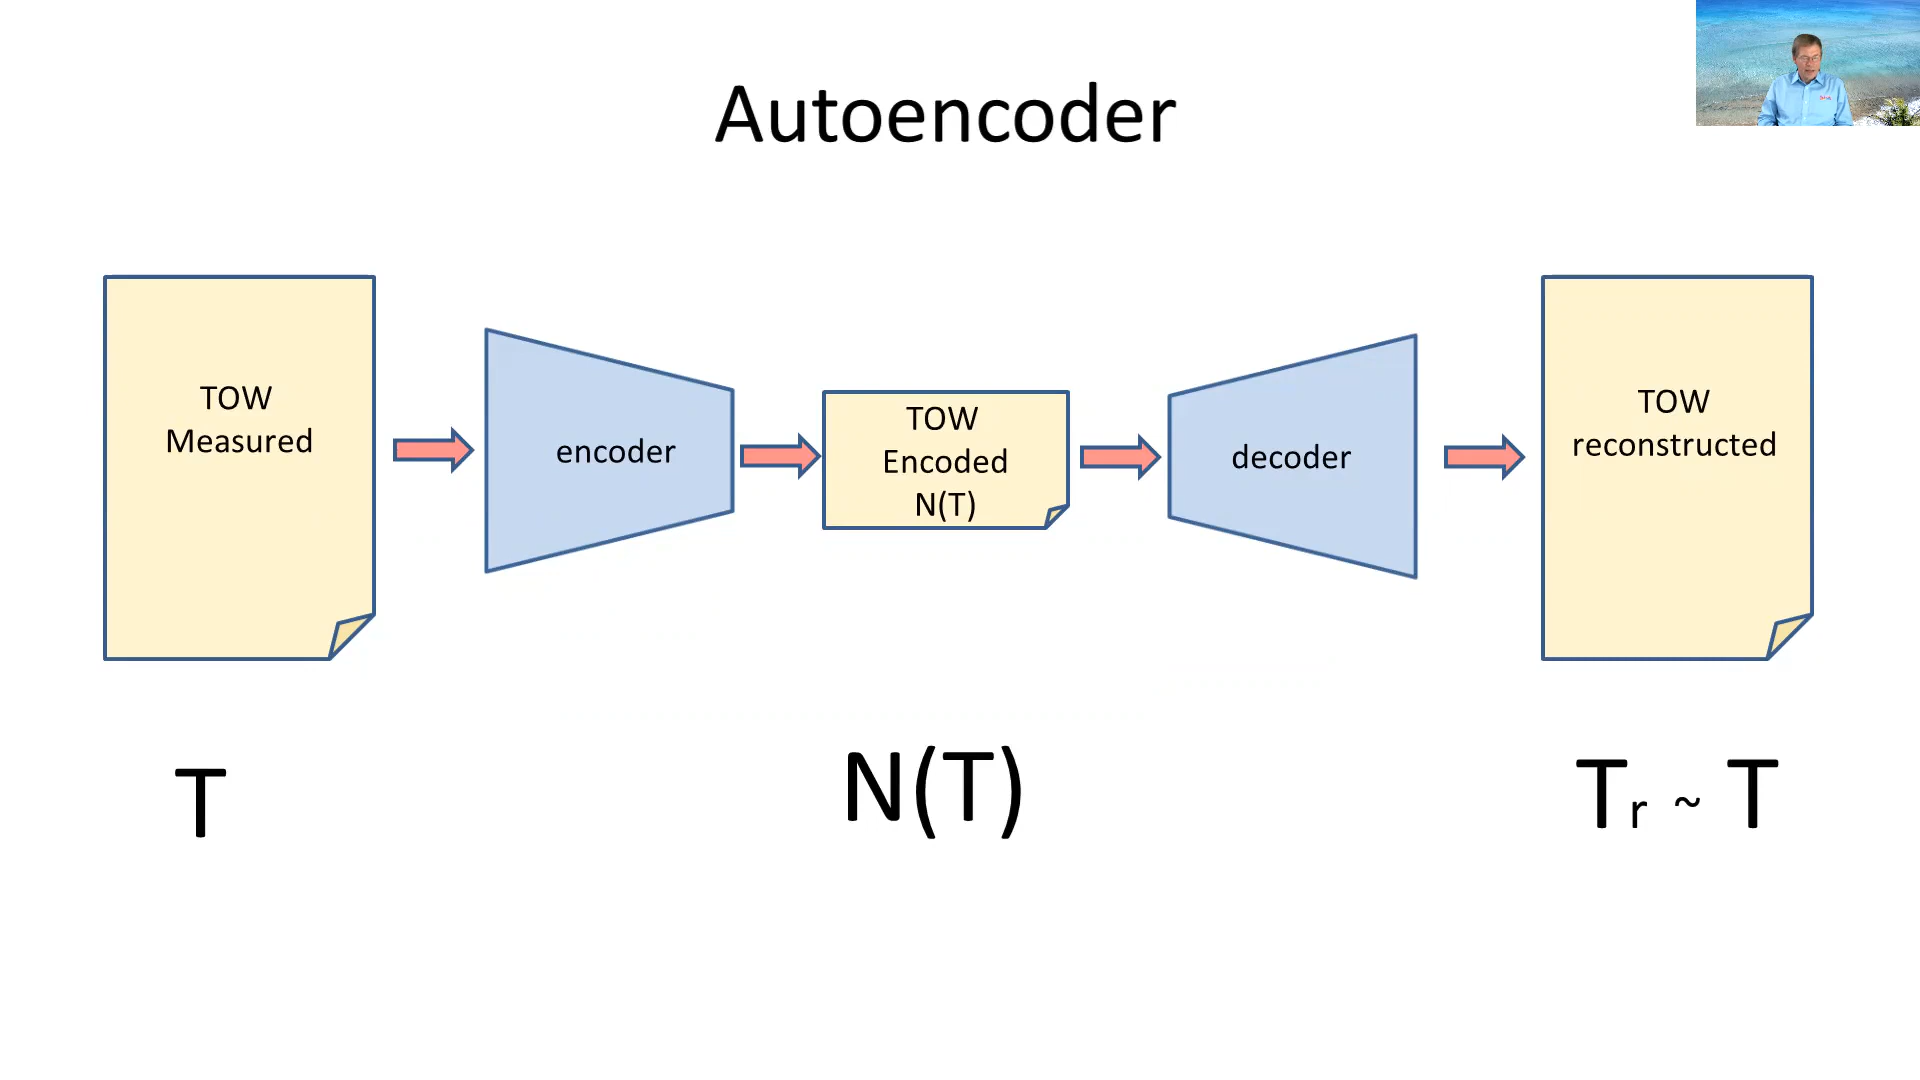 Autoencoder
TOW
Measured
encoder
TOW
Encoded
N(T)
decoder
TOW
reconstructed
T
N(T)
Tr ~ T